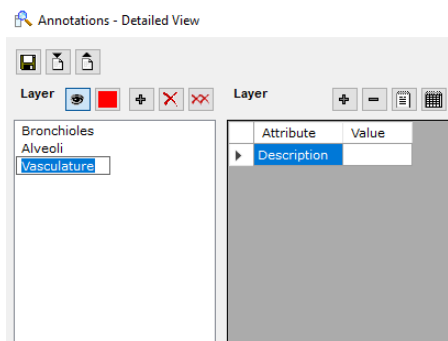 Annotations - Detailed View
Layer
Layer
Bronchioles
Alveoli
Vasculature
Attribute Value
Description